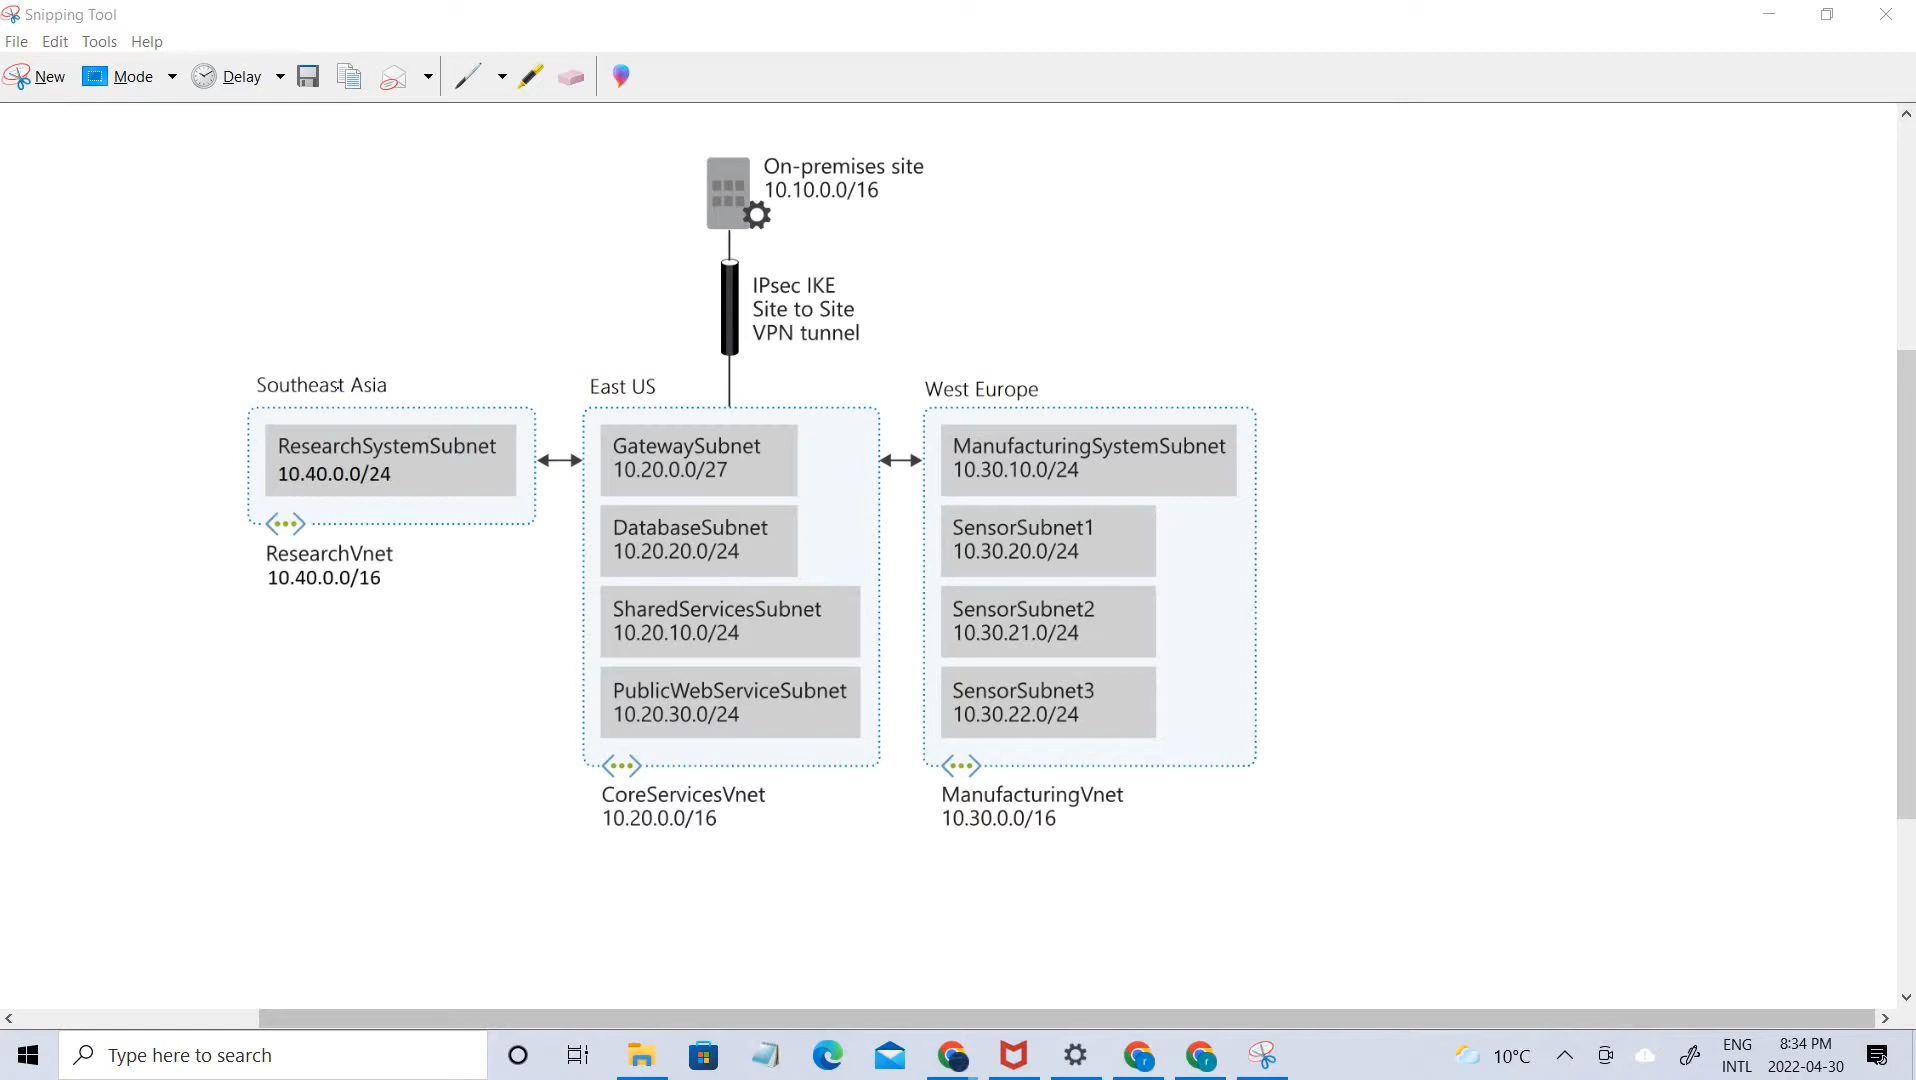 Snipping Tool
File Edit Tools Help
New Mode Delay
On-premises site
10.10.0.0/16
IPsec IKE
Site to Site
VPN tunnel
Southeast Asia
ResearchSystemSubnet
10.40.0.0/24
ResearchVnet
10.40.0.0/16
East US
GatewaySubnet
10.20.0.0/27
DatabaseSubnet
10.20.20.0/24
SharedServicesSubnet
10.20.10.0/24
PublicWebServiceSubnet
10.20.30.0/24
CoreServicesVnet
10.20.0.0/16
West Europe
ManufacturingSystemSubnet
10.30.10.0/24
SensorSubnet1
10.30.20.0/24
SensorSubnet2
10.30.21.0/24
SensorSubnet3
10.30.22.0/24
ManufacturingVnet
10.30.0.0/16
Type here to search
10°C
ENG
INTL
8:34 PM
2022-04-30